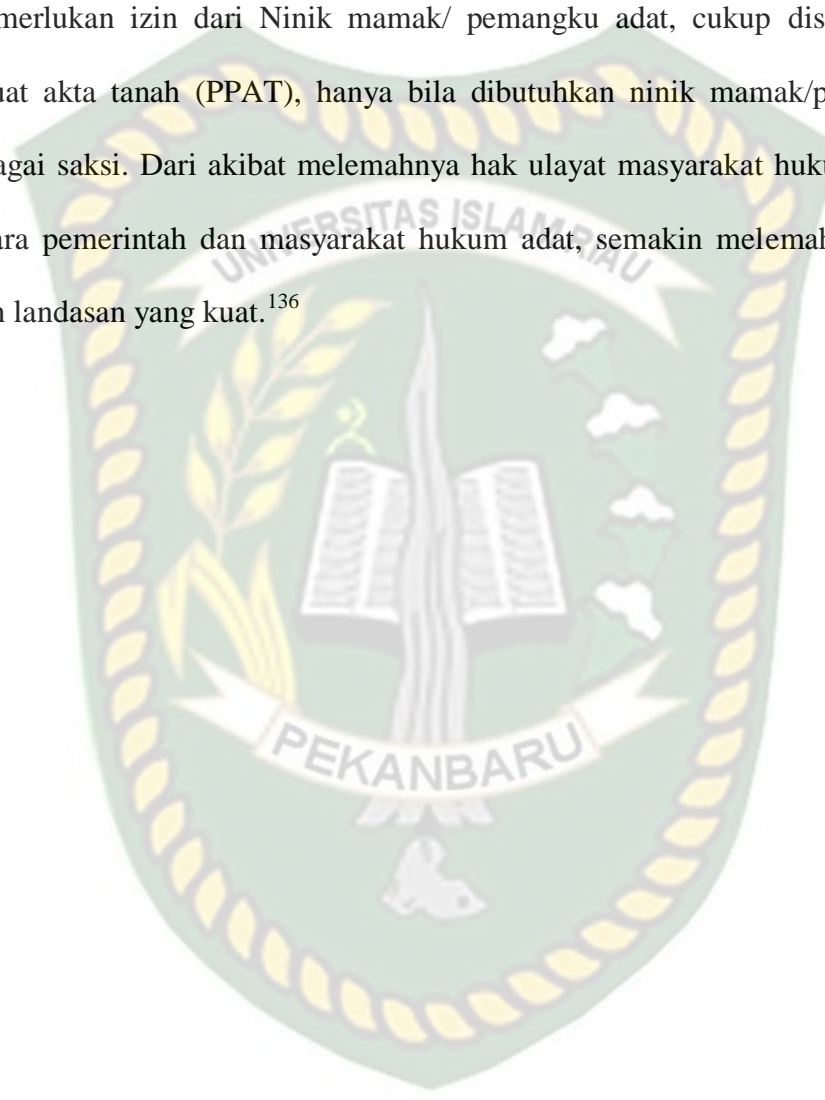 merlukan izin dari Ninik mamak/ pemangku adat, cukup dis
uat akta tanah (PPAT), hanya bila dibutuhkan ninik mamak/p
agai saksi. Dari akibat melemahnya hak ulayat masyarakat huku
ara pemerintah dan masyarakat hukum adat, semakin melemah
n landasan yang kuat.136
UNIVERSITAS ISLAM RIAU
PEKANBARU